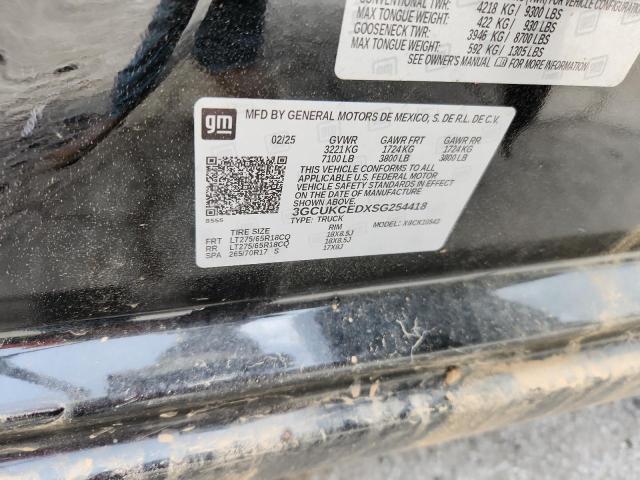 CONVENTIONAL TWR: 4218 KG / 9300 LBS
MAX TONGUE WEIGHT: 422 KG / 930 LBS
GOOSENECK TWR: 3946 KG / 8700 LBS
MAX TONGUE WEIGHT: 592 KG / 1305 LBS
SEE OWNER'S MANUAL FOR MORE INFORMATION
gm
MFD BY GENERAL MOTORS DE MEXICO, S. DE R.L. DE C.V.
02/25 GVWR GAWR FRT GAWR RR
3221 KG 1724 KG 1724 KG
7100 LB 3800 LB 3800 LB
THIS VEHICLE CONFORMS TO ALL
APPLICABLE U.S. FEDERAL MOTOR
VEHICLE SAFETY STANDARDS IN EFFECT
ON THE DATE OF MANUFACTURE
SHOWN ABOVE.
3GCUKCEDXSG254418
TYPE: TRUCK MODEL:
TIRE SIZE RIM
FRT LT275/65R18CQ 18X8.5J
RR LT275/65R18CQ 18X8.5J
SPA 265/70R17 S 17X8J